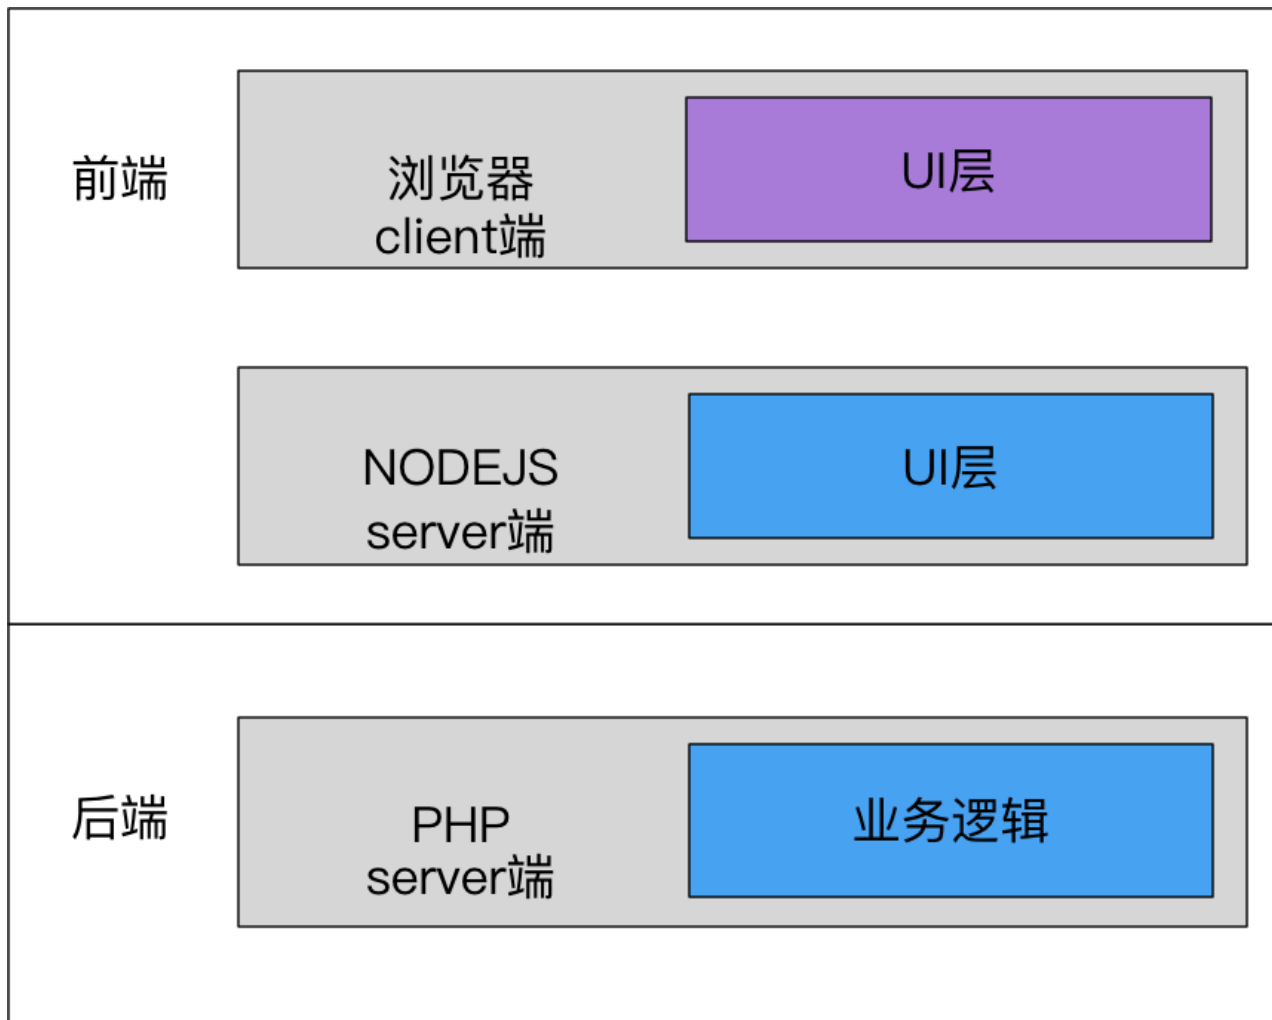 前端
浏览器
client端
UI层
NODEJS
server端
UI层
后端
PHP
server端
业务逻辑